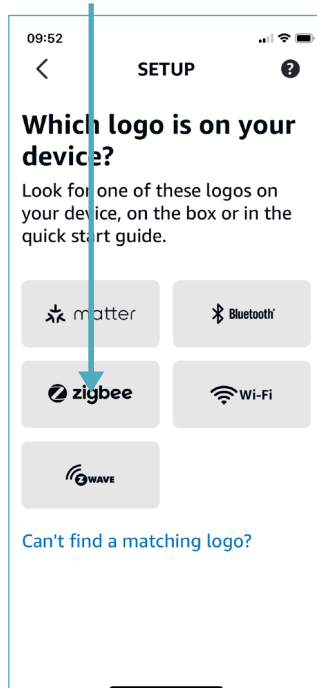 09:52
SETUP ?
Which logo is on your
device?
Look for one of these logos on
your device, on the box or in the
quick start guide.
matter
Bluetooth®
zigbee
Wi-Fi
Z WAVE
Can't find a matching logo?